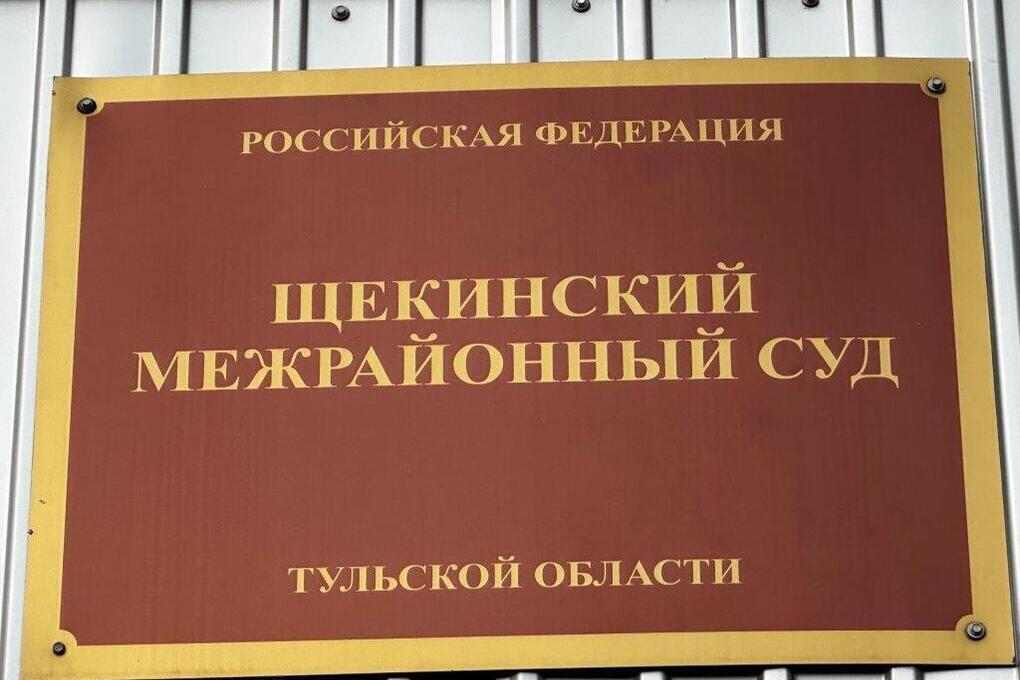 РОССИЙСКАЯ ФЕДЕРАЦИЯ
ЩЕКИНСКИЙ
МЕЖРАЙОННЫЙ СУД
ТУЛЬСКОЙ ОБЛАСТИ